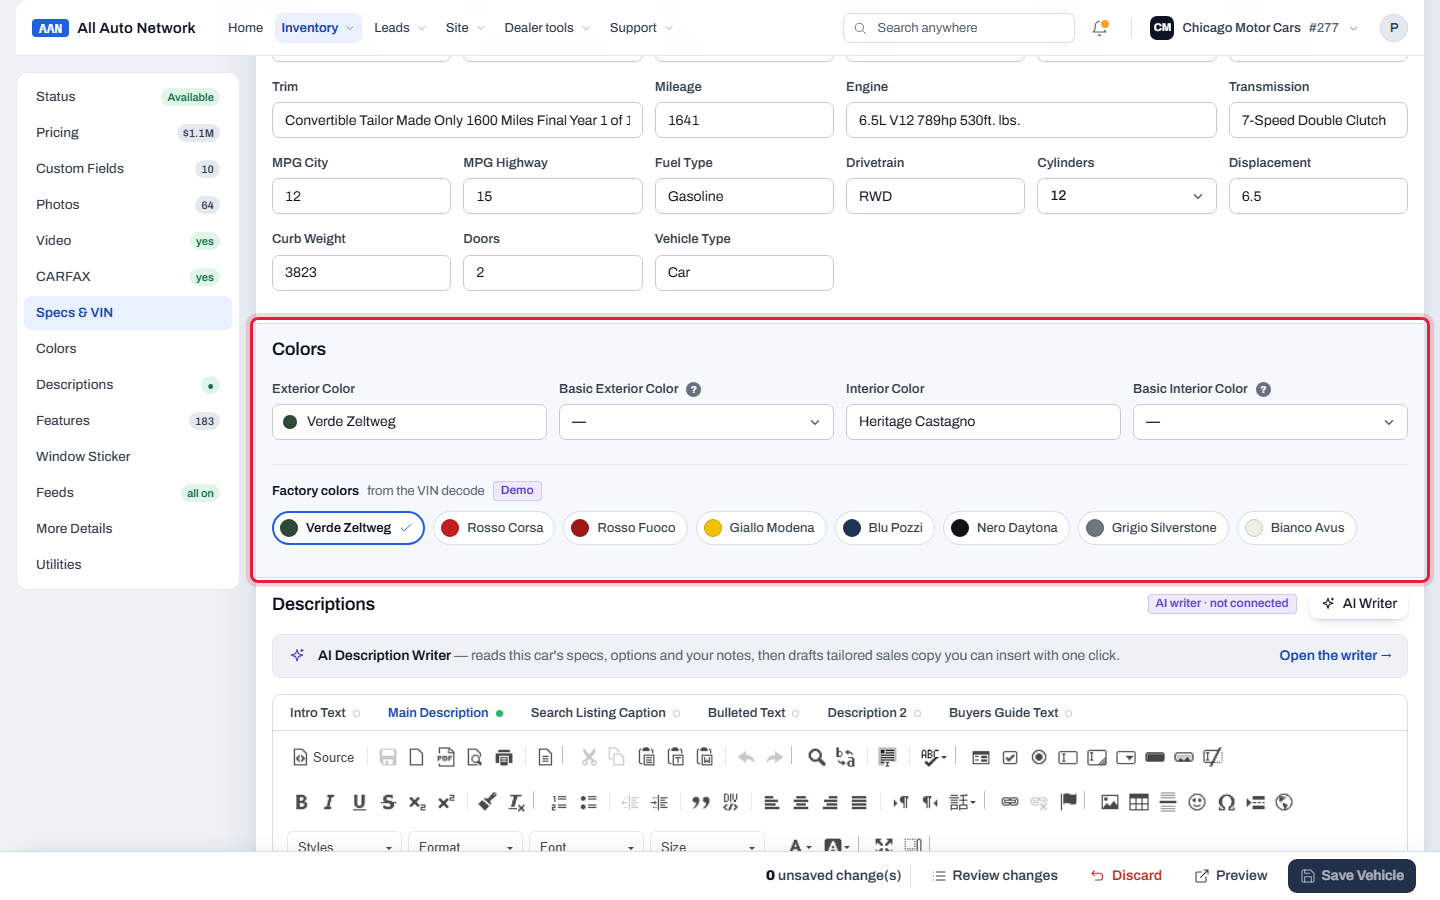 AAN All Auto Network Home Inventory Leads Site Dealer tools Support Search anywhere CM Chicago Motor Cars #277 P
Status Available
Pricing $1.1M
Custom Fields 10
Photos 64
Video yes
CARFAX yes
Specs & VIN
Colors
Descriptions
Features 183
Window Sticker
Feeds all on
More Details
Utilities
Trim Mileage Engine Transmission
Convertible Tailor Made Only 1600 Miles Final Year 1 of 1 1641 6.5L V12 789hp 530ft. lbs. 7-Speed Double Clutch
MPG City MPG Highway Fuel Type Drivetrain Cylinders Displacement
12 15 Gasoline RWD 12 6.5
Curb Weight Doors Vehicle Type
3823 2 Car
Colors
Exterior Color Basic Exterior Color ? Interior Color Basic Interior Color ?
Verde Zeltweg — Heritage Castagno —
Factory colors from the VIN decode Demo
Verde Zeltweg Rosso Corsa Rosso Fuoco Giallo Modena Blu Pozzi Nero Daytona Grigio Silverstone Bianco Avus
Descriptions AI writer · not connected AI Writer
AI Description Writer — reads this car's specs, options and your notes, then drafts tailored sales copy you can insert with one click. Open the writer →
Intro Text Main Description Search Listing Caption Bulleted Text Description 2 Buyers Guide Text
Source
Styles Format Font Size
0 unsaved change(s) Review changes Discard Preview Save Vehicle